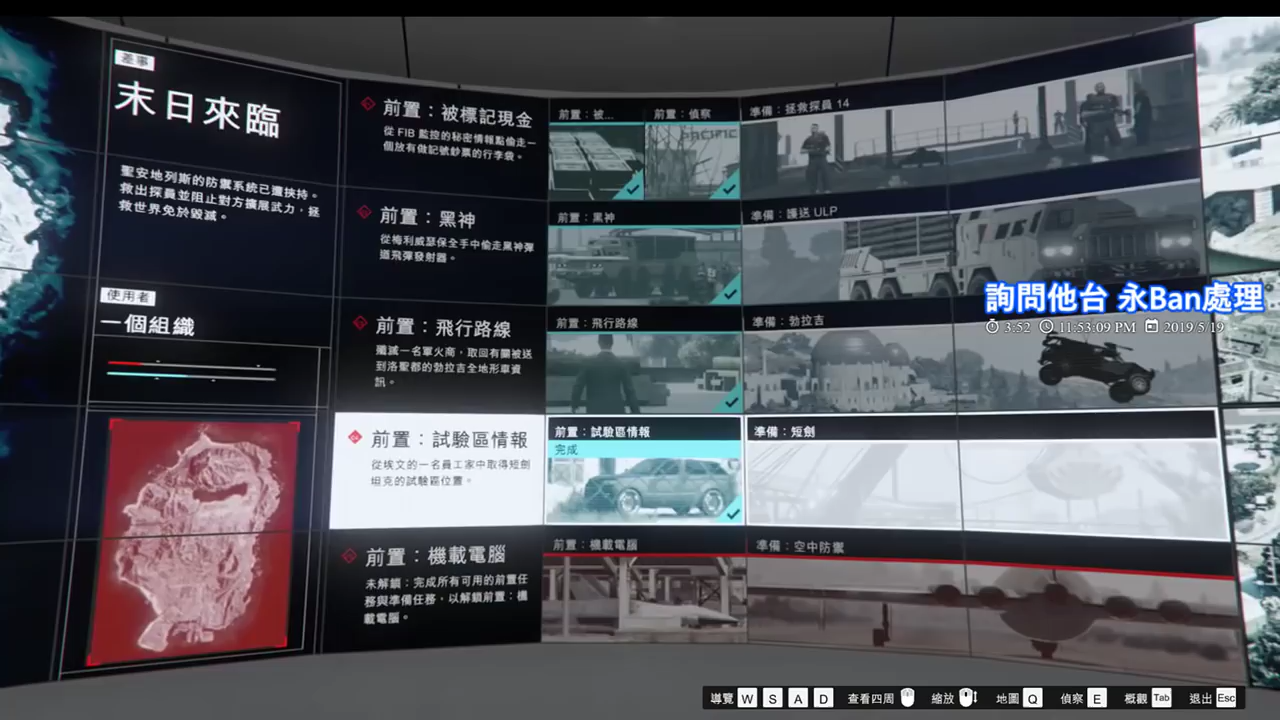 差事
末日來臨
聖安地列斯的防禦系統已遭挾持。
救出探員並阻止對方擴展武力，拯
救世界免於毀滅。
使用者
一個組織
前置：被標記現金
從 FIB 監控的秘密情報點偷走一
個放有做記號鈔票的行李袋。
前置：黑神
從梅利威瑟保全手中偷走黑神彈
道飛彈發射器。
前置：飛行路線
殲滅一名軍火商，取回有關被送
到洛聖都的勃拉吉全地形車資
訊。
前置：試驗區情報
從埃文的一名員工家中取得短劍
坦克的試驗區位置。
前置：機載電腦
未解鎖：完成所有可用的前置任
務與準備任務，以解鎖前置：機
載電腦。
前置：被...
前置：偵察
PACIFIC
準備：拯救探員 14
前置：黑神
準備：護送 ULP
前置：飛行路線
準備：勃拉吉
前置：試驗區情報
完成
準備：短劍
前置：機載電腦
準備：空中防禦
詢問他台 永Ban處理
3:52 11:53:09 PM 2019/5/19
導覽 W S A D 查看四周 縮放 地圖 Q 偵察 E 概觀 Tab 退出 Esc